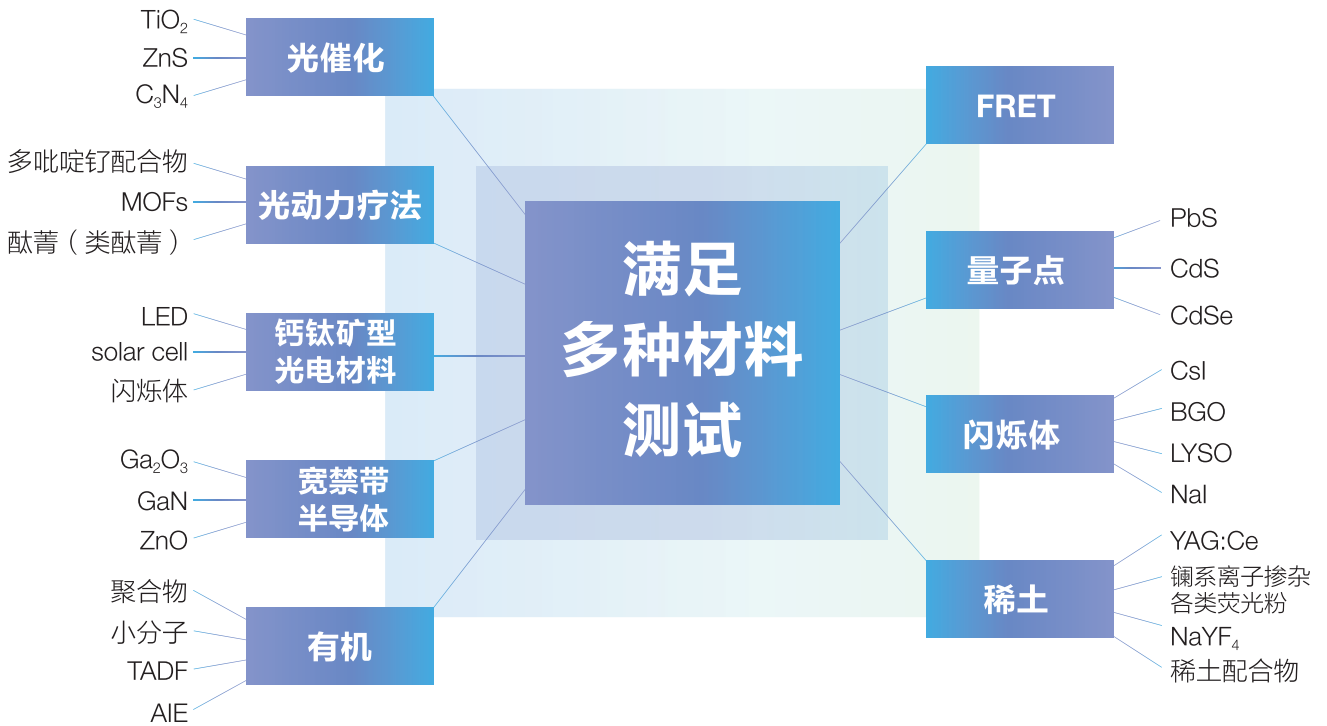 TiO₂
ZnS
C₃N₄
光催化
多吡啶钌配合物
MOFs
酞菁（类酞菁）
光动力疗法
LED
solar cell
闪烁体
钙钛矿型
光电材料
Ga₂O₃
GaN
ZnO
宽禁带
半导体
聚合物
小分子
TADF
AIE
有机
满足
多种材料
测试
FRET
量子点
PbS
CdS
CdSe
闪烁体
CsI
BGO
LYSO
NaI
稀土
YAG:Ce
镧系离子掺杂
各类荧光粉
NaYF₄
稀土配合物